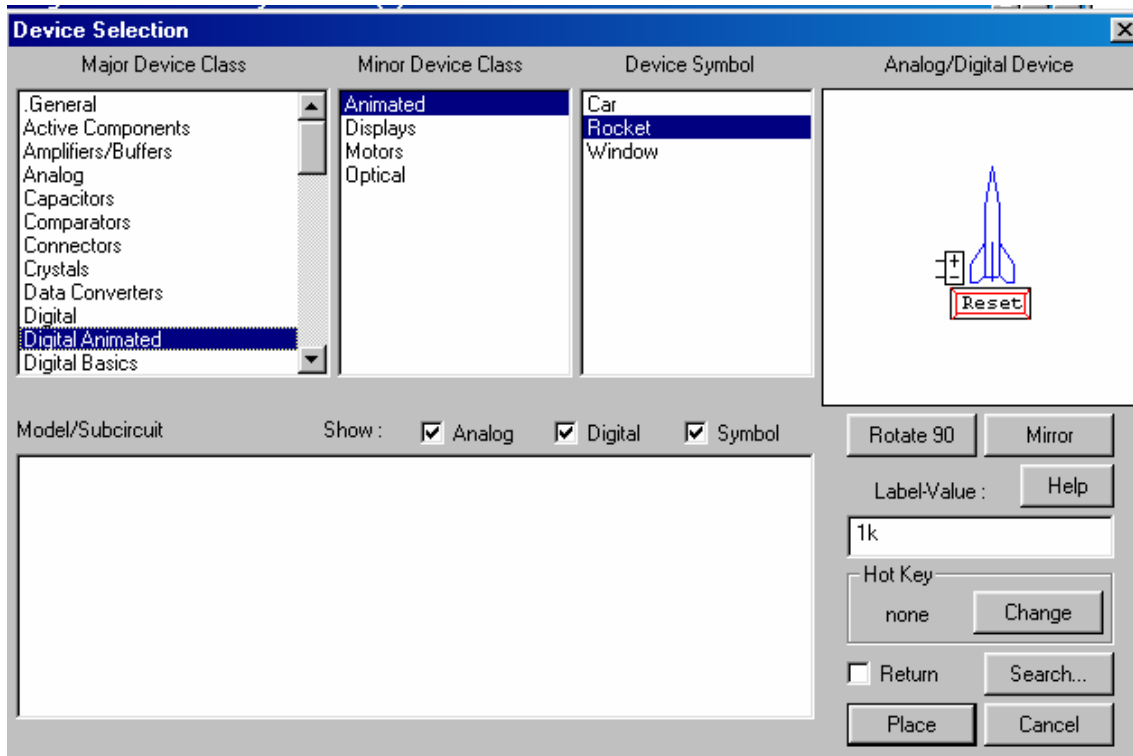 Device Selection
Major Device Class
Minor Device Class
Device Symbol
Analog/Digital Device
.General
Active Components
Amplifiers/Buffers
Analog
Capacitors
Comparators
Connectors
Crystals
Data Converters
Digital
Digital Animated
Digital Basics
Animated
Displays
Motors
Optical
Car
Rocket
Window
+
-
Reset
Model/Subcircuit
Show :
Analog
Digital
Symbol
Rotate 90
Mirror
Label-Value :
Help
1k
Hot Key
none
Change
Return
Search...
Place
Cancel